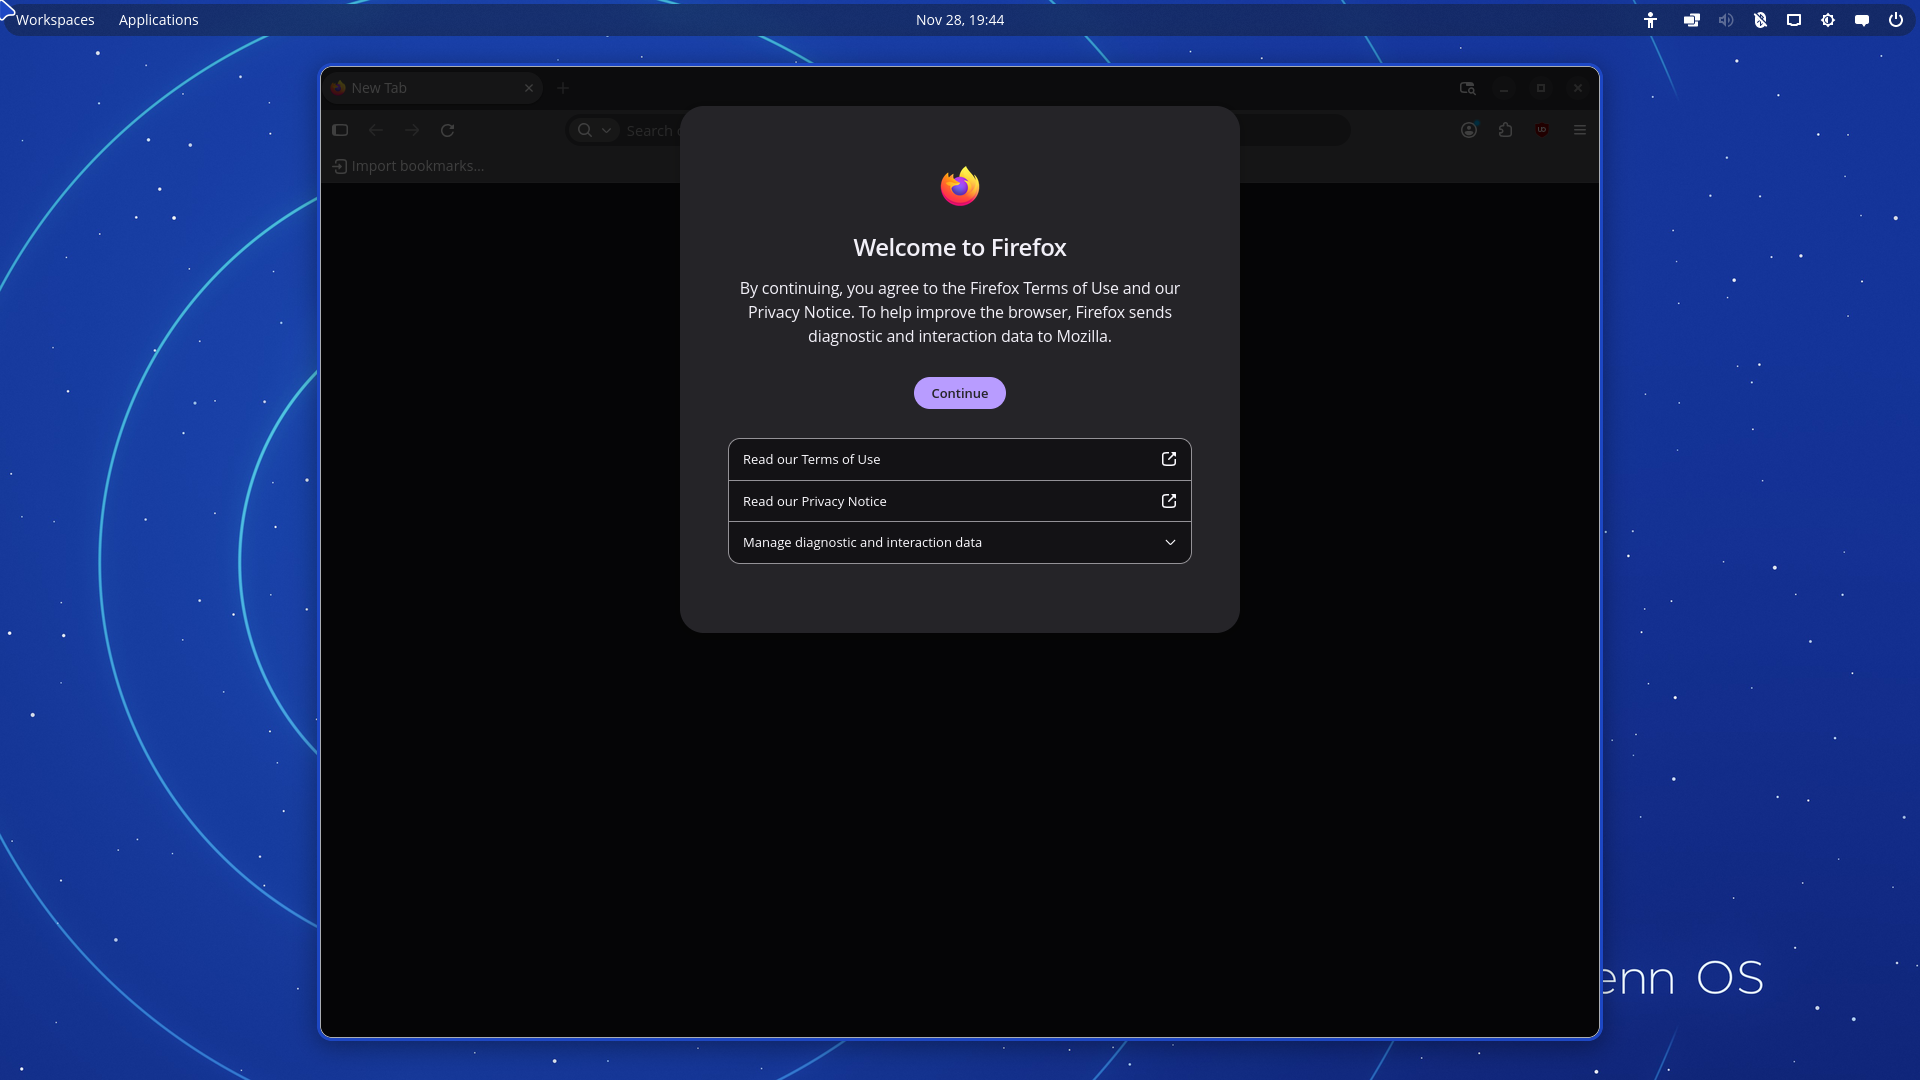 Workspaces
Applications
Nov 28, 19:44
New Tab
Search
Import bookmarks...
Welcome to Firefox
By continuing, you agree to the Firefox Terms of Use and our
Privacy Notice. To help improve the browser, Firefox sends
diagnostic and interaction data to Mozilla.
Continue
Read our Terms of Use
Read our Privacy Notice
Manage diagnostic and interaction data
enn OS